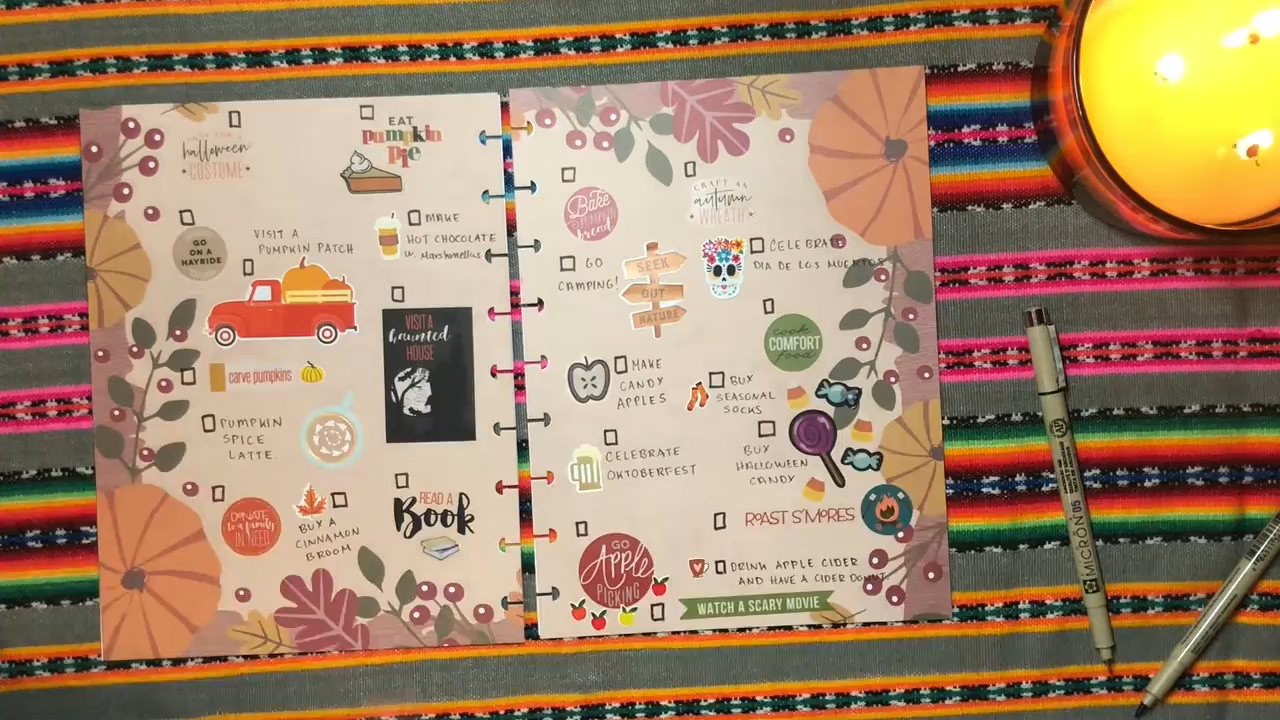 halloween
COSTUME
EAT
pumpkin
pie
GO
ON A
HAYRIDE
VISIT A
PUMPKIN PATCH
MAKE
HOT CHOCOLATE
w. Marshmellows
VISIT A
haunted
HOUSE
carve pumpkins
PUMPKIN
SPICE
LATTE.
DONATE
to a family
IN NEED
BUY A
CINNAMON
BROOM
READ A
Book
Bake
bread
CRAFT AN
autumn
WREATH
GO
CAMPING!
SEEK
OUT
NATURE
CELEBRATE
DIA DE LOS MUERTOS
cook
COMFORT
food
MAKE
CANDY
APPLES
BUY
SEASONAL
SOCKS
CELEBRATE
OKTOBERFEST
BUY
HALLOWEEN
CANDY
ROAST S'MORES
GO
Apple
PICKING
DRINK APPLE CIDER
AND HAVE A CIDER DONUT.
WATCH A SCARY MOVIE
MICRON 05